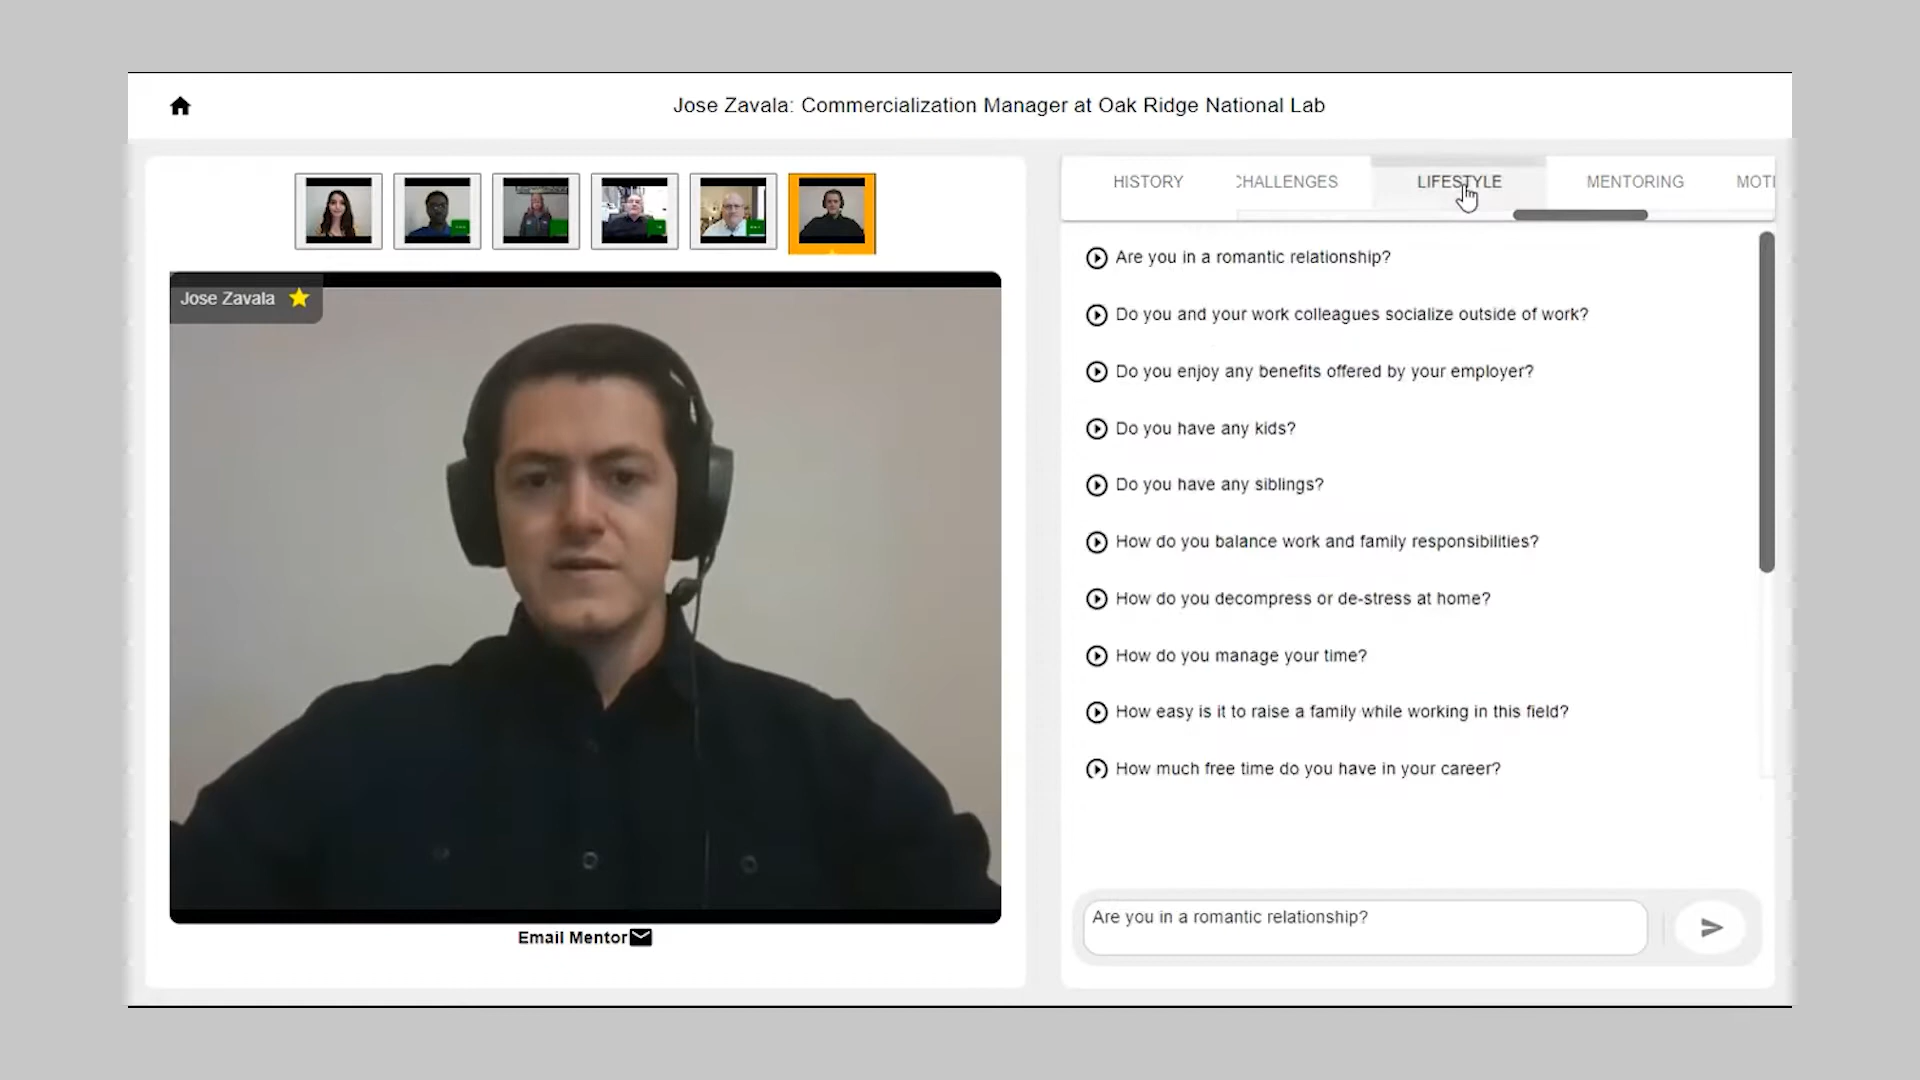 Jose Zavala: Commercialization Manager at Oak Ridge National Lab
Jose Zavala
Email Mentor
HISTORY
CHALLENGES
LIFESTYLE
MENTORING
MOTI
Are you in a romantic relationship?
Do you and your work colleagues socialize outside of work?
Do you enjoy any benefits offered by your employer?
Do you have any kids?
Do you have any siblings?
How do you balance work and family responsibilities?
How do you decompress or de-stress at home?
How do you manage your time?
How easy is it to raise a family while working in this field?
How much free time do you have in your career?
Are you in a romantic relationship?